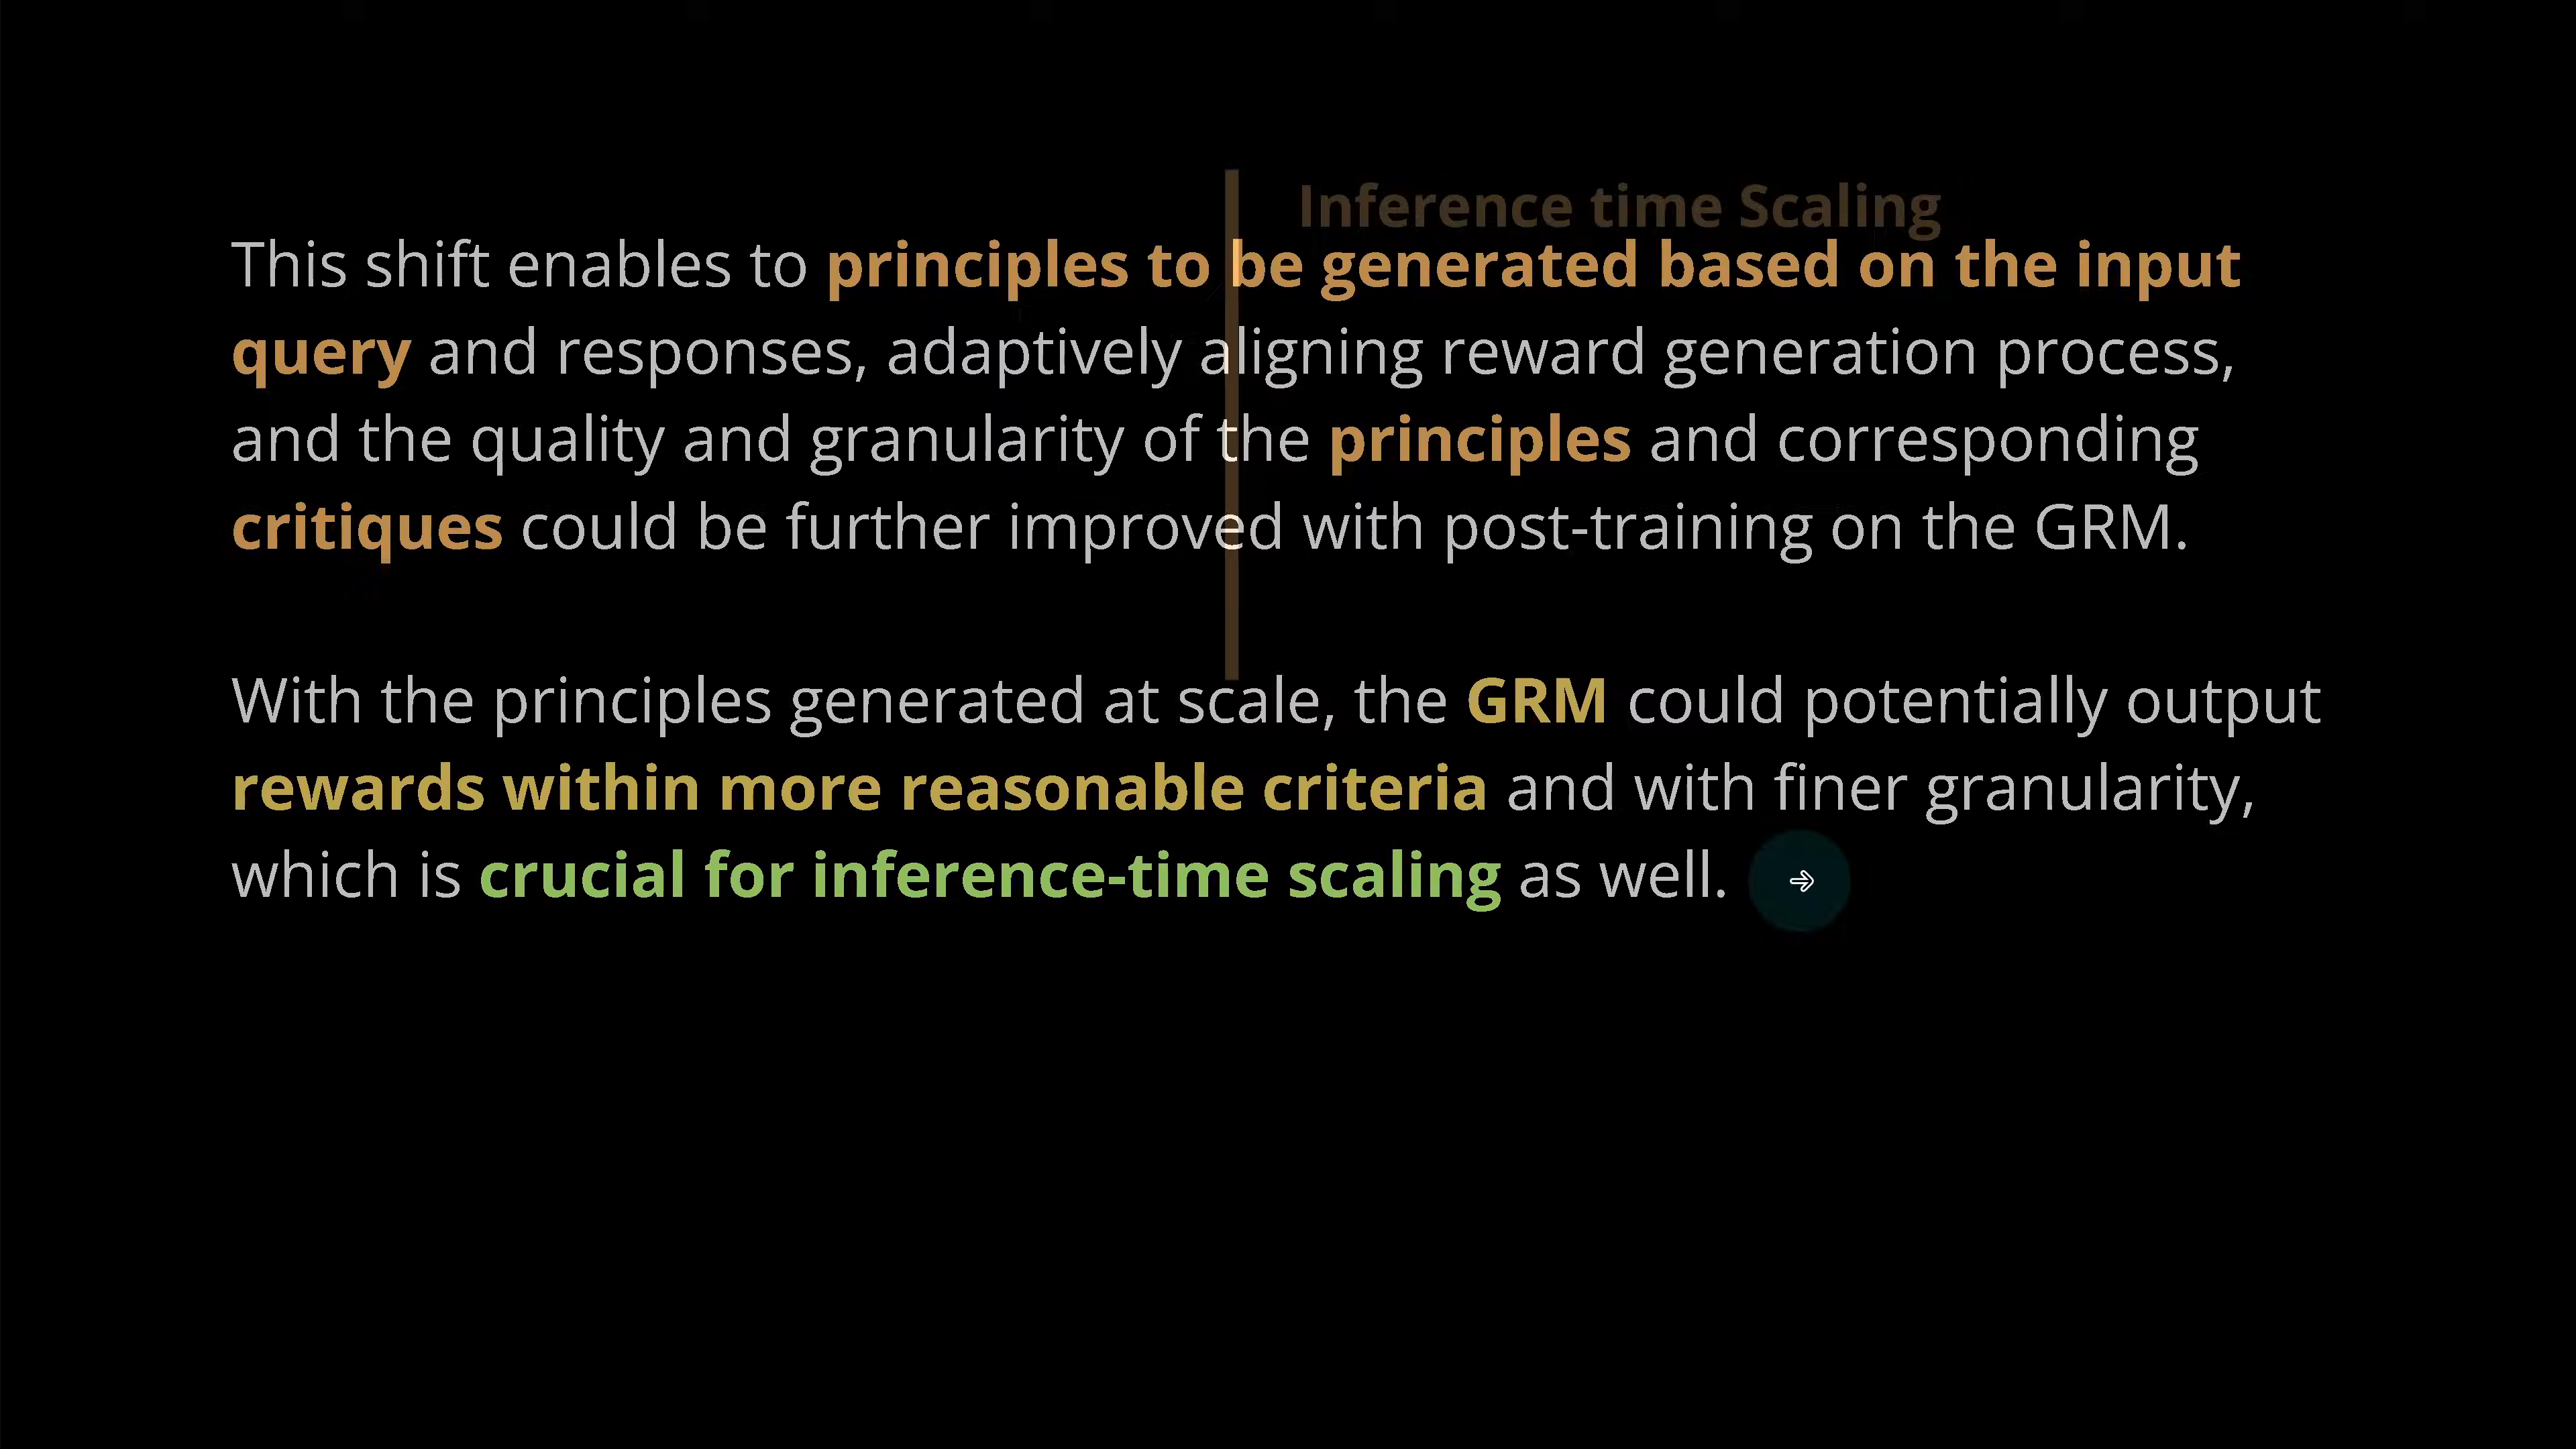 Inference time Scaling
This shift enables to principles to be generated based on the input
query and responses, adaptively aligning reward generation process,
and the quality and granularity of the principles and corresponding
critiques could be further improved with post-training on the GRM.
With the principles generated at scale, the GRM could potentially output
rewards within more reasonable criteria and with finer granularity,
which is crucial for inference-time scaling as well.